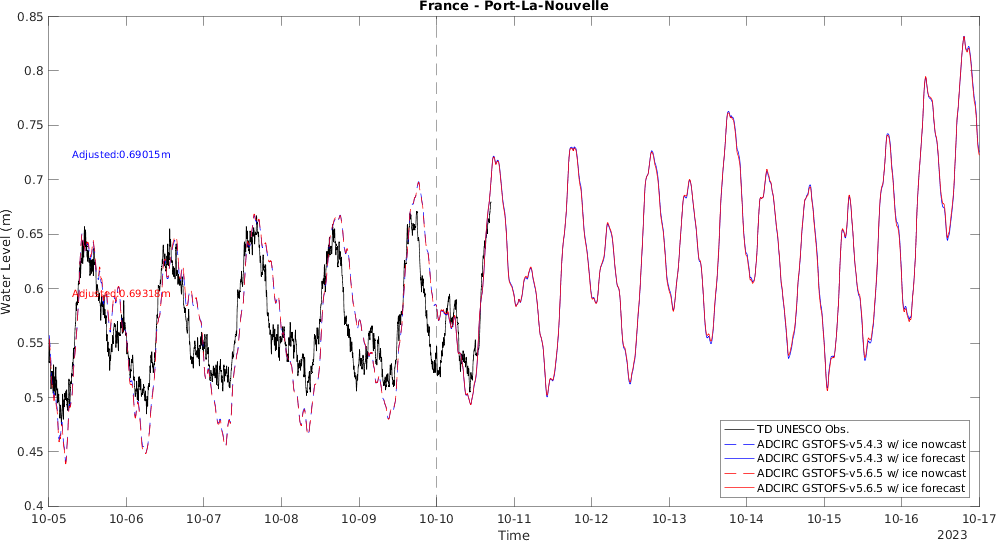 France - Port-La-Nouvelle
0.85
0.8
0.75
0.7
0.65
0.6
0.55
0.5
0.45
0.4
Water Level (m)
Adjusted:0.69015m
Adjusted:0.69318m
TD UNESCO Obs.
ADCIRC GSTOFS-v5.4.3 w/ ice nowcast
ADCIRC GSTOFS-v5.4.3 w/ ice forecast
ADCIRC GSTOFS-v5.6.5 w/ ice nowcast
ADCIRC GSTOFS-v5.6.5 w/ ice forecast
10-05 10-06 10-07 10-08 10-09 10-10 10-11 10-12 10-13 10-14 10-15 10-16 10-17
Time
2023